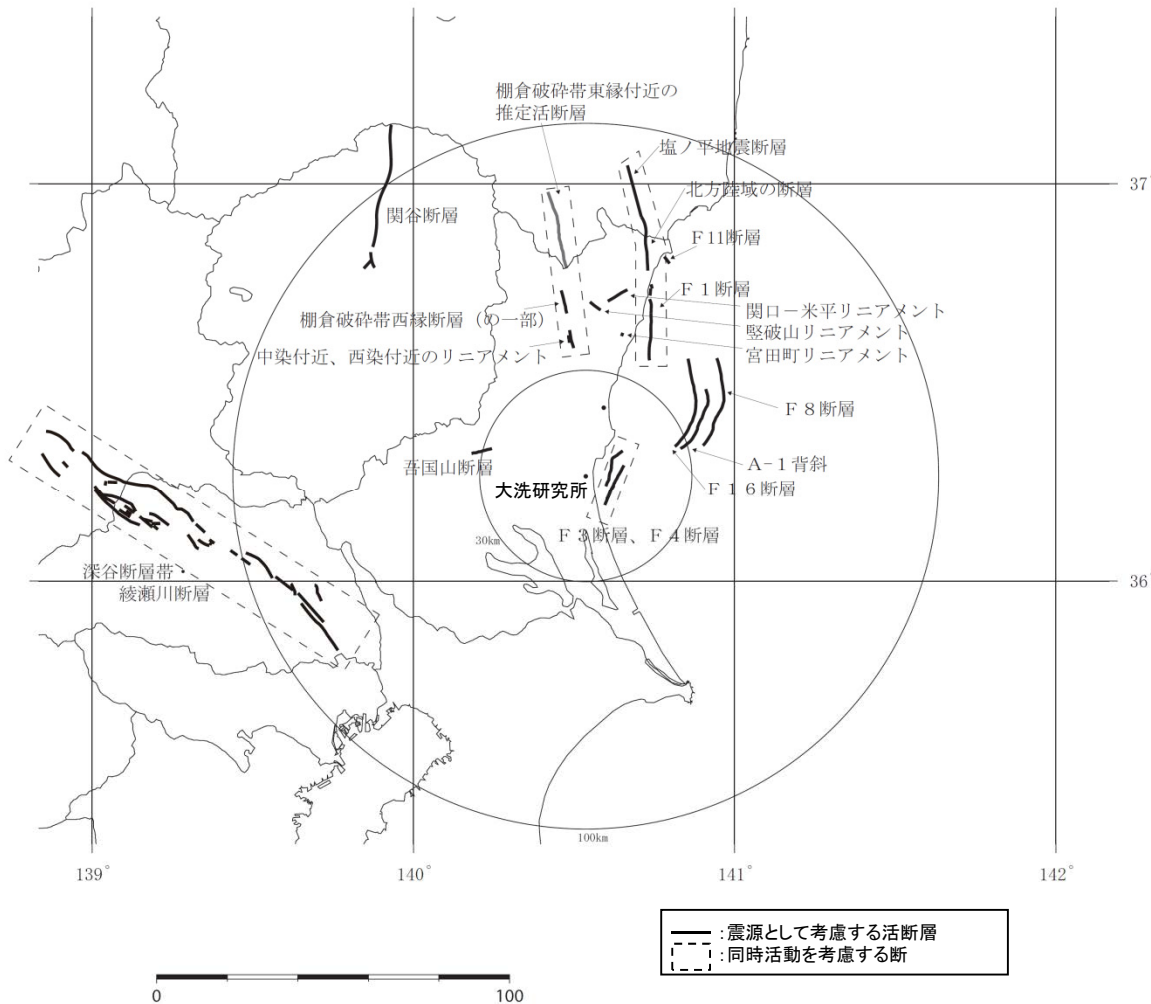 棚倉破砕帯東縁付近の
推定活断層
塩ノ平地震断層
37°
北方陸域の断層
関谷断層
F11断層
F1断層
関口-米平リニアメント
棚倉破砕帯西縁断層(の一部)
竪破山リニアメント
中染付近、西染付近のリニアメント
宮田町リニアメント
F8断層
吾国山断層
A-1背斜
大洗研究所
F16断層
F3断層、F4断層
30km
深谷断層帯・
綾瀬川断層
36°
100km
139°
140°
141°
142°
:震源として考慮する活断層
:同時活動を考慮する断
0
100